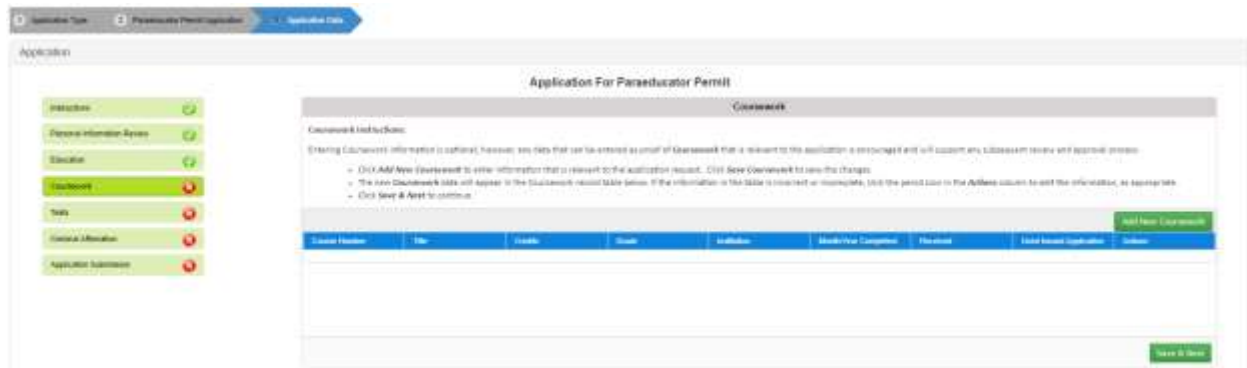 1 Application Type 2 Paraeducator Permit Application Application Data
Application
Application For Paraeducator Permit
Instructions
Personal Information Review
Education
Coursework
Tests
General Affirmation
Application Submission
Coursework
Coursework Instructions:
Entering Coursework information is optional; however, any data that can be entered as proof of Coursework that is relevant to the application is encouraged and will support any subsequent review and approval process.
Click Add New Coursework to enter information that is relevant to the application request. Click Save Coursework to save the changes.
The new Coursework data will appear in the Coursework record table below. If the information in the table is incorrect or incomplete, click the pencil icon in the Actions column to edit the information, as appropriate.
Click Save & Next to continue.
Add New Coursework
Course Number Title Credits Grade Institution Month/Year Completed Received Application Actions
Save & Next